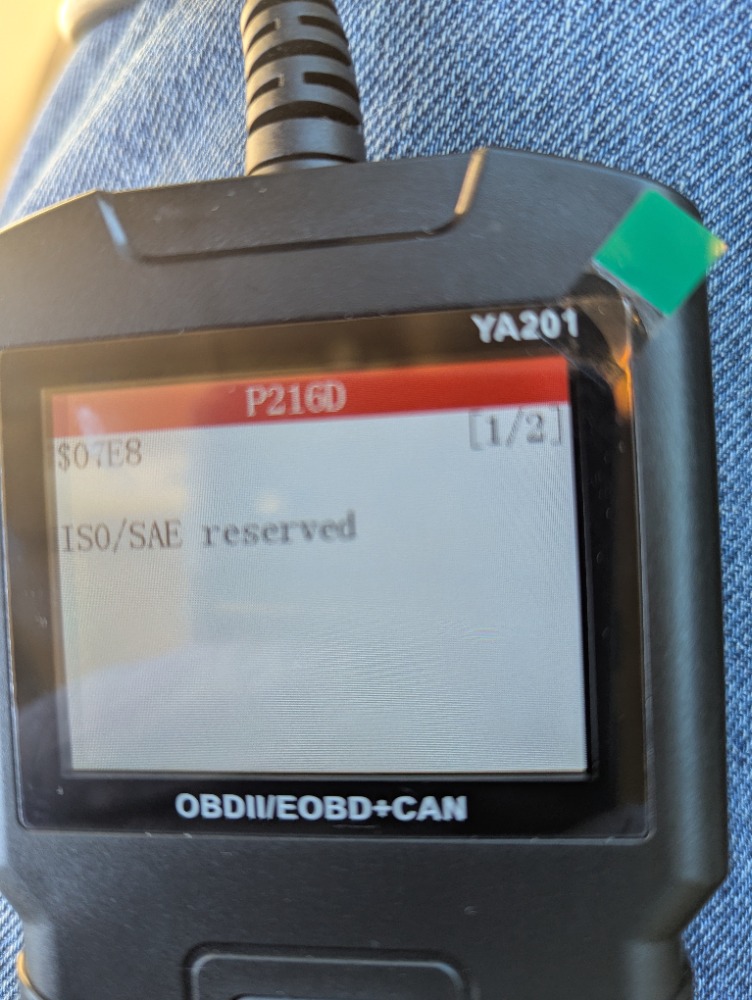 YA201
P216D
$07E8 [1/2]
ISO/SAE reserved
OBDII/EOBD+CAN